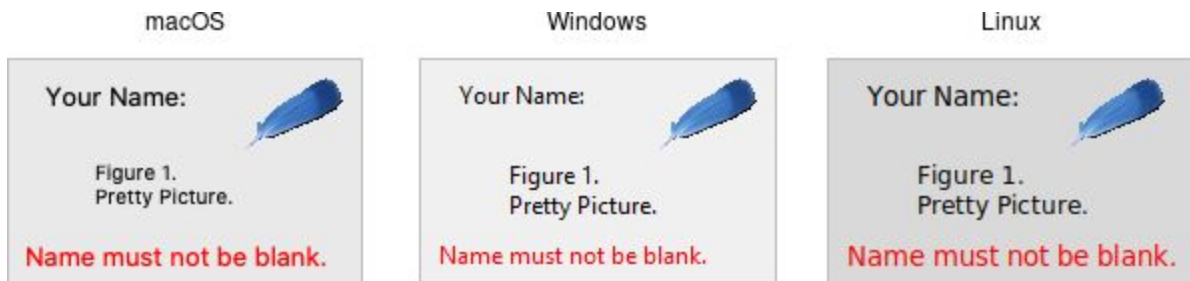 macOS
Windows
Linux
Your Name:
Figure 1.
Pretty Picture.
Name must not be blank.
Your Name:
Figure 1.
Pretty Picture.
Name must not be blank.
Your Name:
Figure 1.
Pretty Picture.
Name must not be blank.